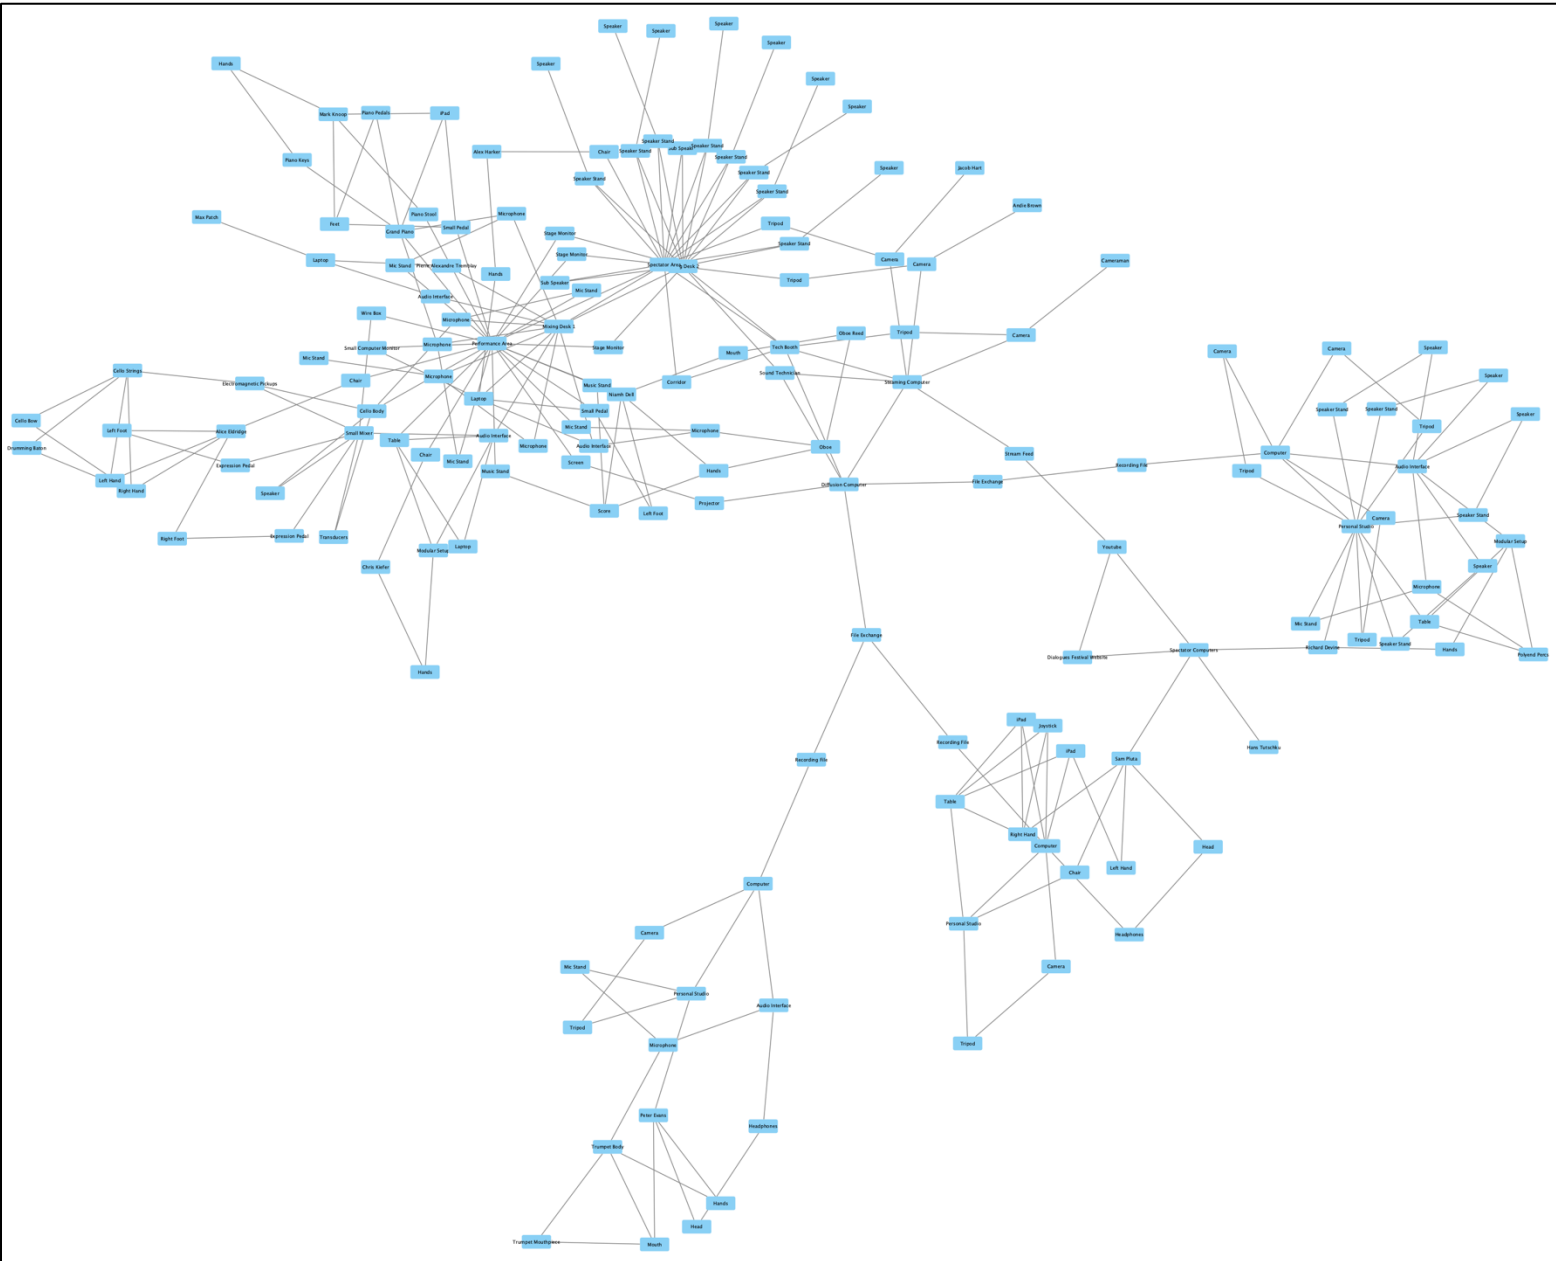 Speaker
Speaker
Speaker
Speaker
Speaker
Hands
Speaker
Speaker
Mark Knoop
Piano Pedals
iPad
Alex Harker
Chair
Speaker Stand
Speaker Stand
Speaker Stand
Speaker Stand
Piano Keys
Speaker Stand
Speaker
Jacob Hart
Speaker Stand
Speaker Stand
Max Patch
Feet
Piano Stool
Grand Piano
Small Pedal
Microphone
Tripod
Angie Brown
Stage Monitor
Speaker Stand
Laptop
Mic Stand
Pierre Alexandre Tremblay
Stage Monitor
Spectator Area
Camera
Camera
Cameraman
Hands
Sub Speaker
Tripod
Audio Interface
Mic Stand
Wire Box
Microphone
Mixing Desk 1
Small Computer Monitor
Microphone
Performance Area
Stage Monitor
Oboe Reed
Tripod
Camera
Mic Stand
Mouth
Tech Booth
Camera
Camera
Speaker
Cello Strings
Electromagnetic Pickups
Chair
Microphone
Music Stand
Corridor
Sound Technician
Streaming Computer
Speaker
Laptop
Niamh Dell
Cello Bow
Left Foot
Alex Eldridge
Cello Body
Small Pedal
Speaker Stand
Speaker Stand
Speaker
Drumming Baton
Small Mixer
Table
Audio Interface
Mic Stand
Microphone
Tripod
Expression Pedal
Chair
Mic Stand
Microphone
Audio Interface
Screen
Oboe
Stream Feed
Computer
Left Hand
Right Hand
Speaker
Music Stand
Hands
Diffusion Computer
File Exchange
Recording File
Tripod
Audio Interface
Right Foot
Expression Pedal
Transducers
Score
Left Foot
Projector
Camera
Personal Studio
Speaker Stand
Modular Setup
Laptop
Youtube
Modular Setup
Chris Kiefer
Speaker
Microphone
Hands
File Exchange
Mic Stand
Table
Dialogues Festival Website
Spectator Computers
Richard Devine
Tripod
Speaker Stand
Hands
Polyend Percs
iPad
Joystick
Recording File
iPad
Recording File
Sam Pluta
Table
Right Hand
Computer
Head
Chair
Left Hand
Computer
Camera
Personal Studio
Headphones
Mic Stand
Personal Studio
Audio Interface
Camera
Tripod
Microphone
Tripod
Peter Evans
Headphones
Trumpet Body
Hands
Head
Trumpet Mouthpiece
Mouth